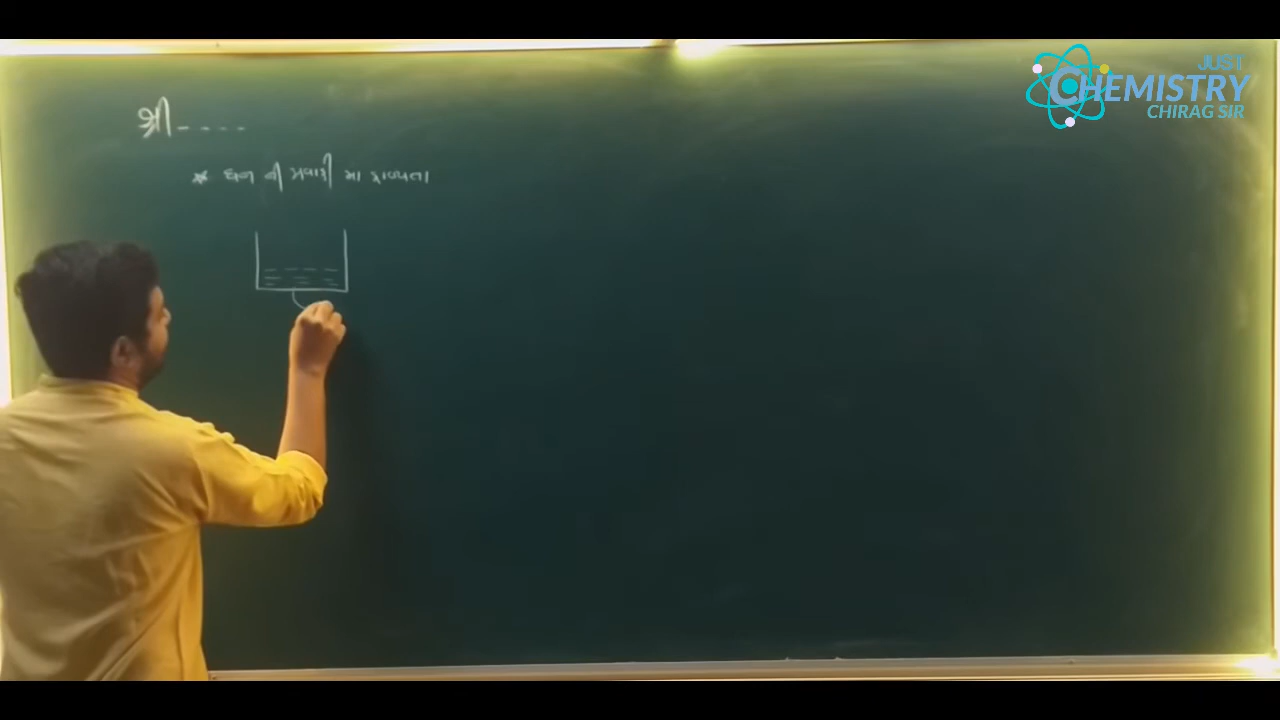 શ્રી----
* ઘન ની પ્રવાહી મા દ્રાવ્યતા
JUST
CHEMISTRY
CHIRAG SIR